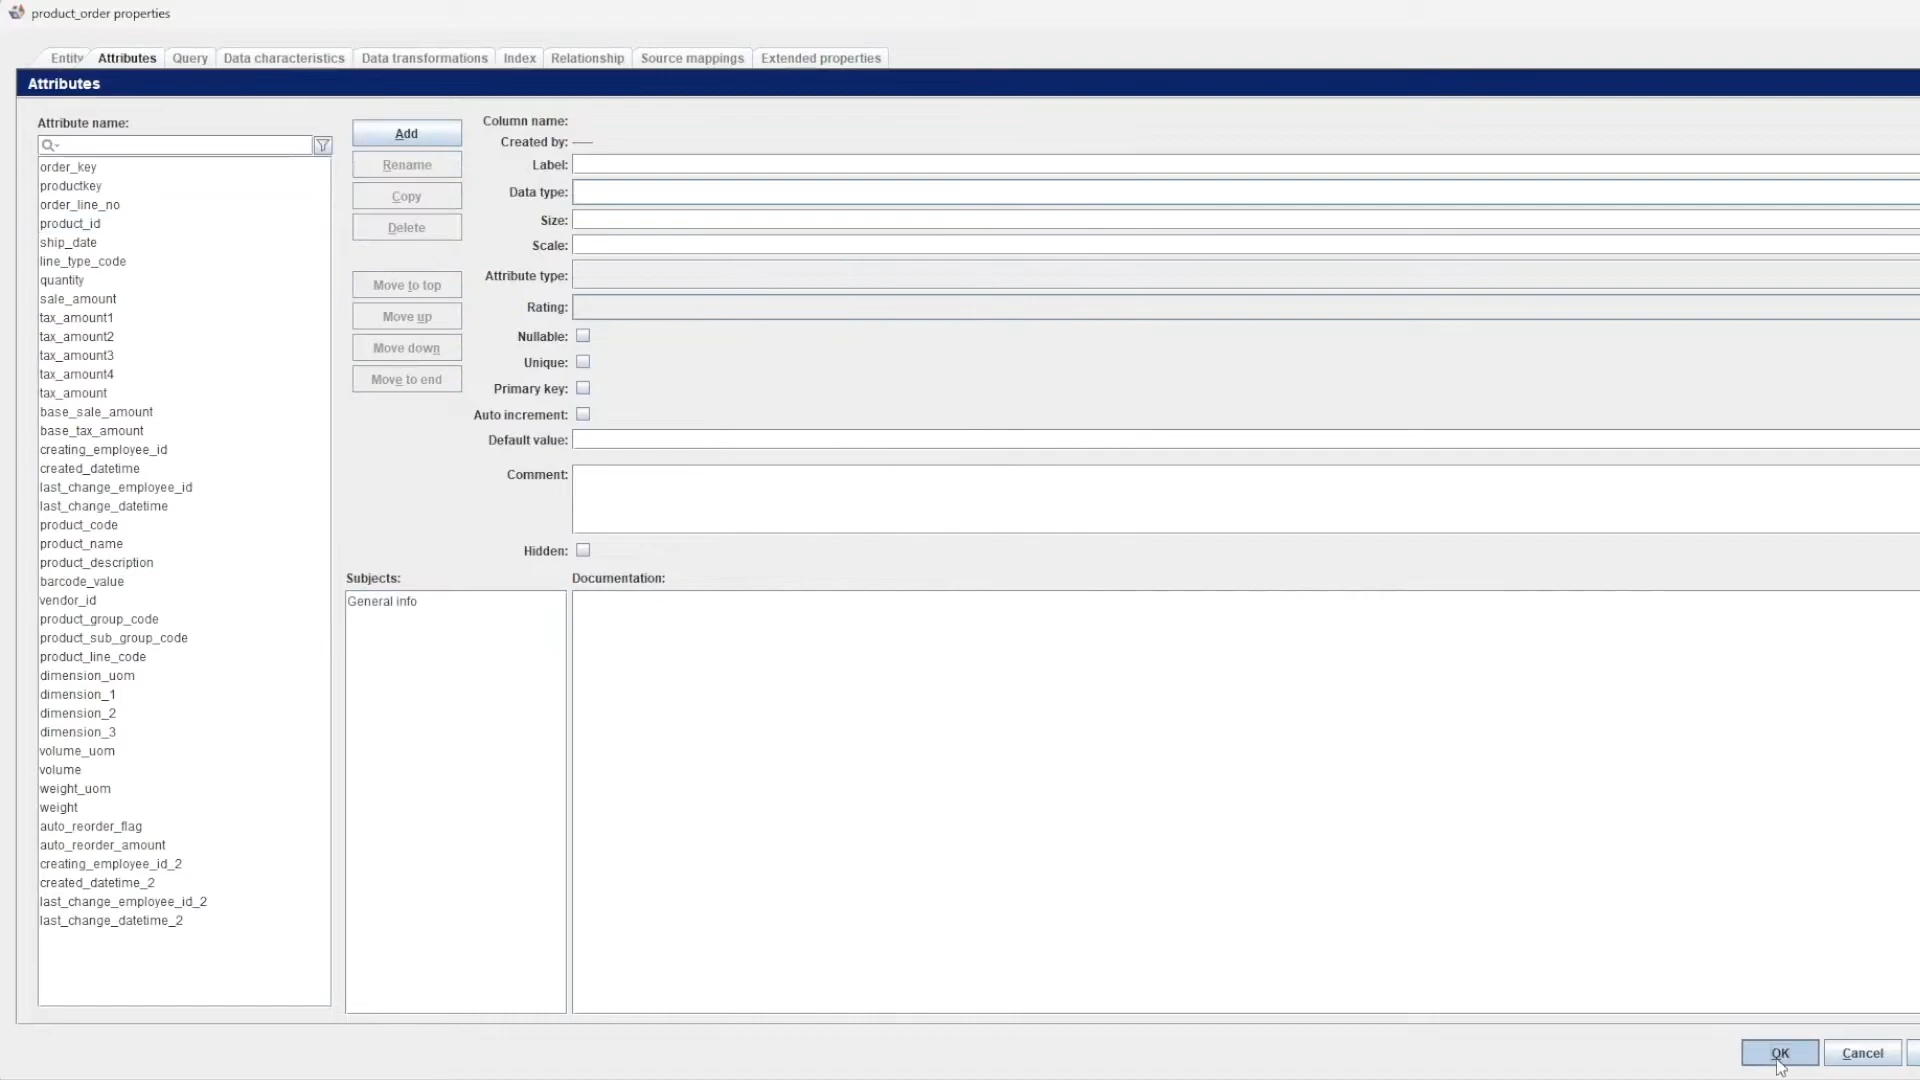 product_order properties
Entity Attributes Query Data characteristics Data transformations Index Relationship Source mappings Extended properties
Attributes
Attribute name:
order_key
productkey
order_line_no
product_id
ship_date
line_type_code
quantity
sale_amount
tax_amount1
tax_amount2
tax_amount3
tax_amount4
tax_amount
base_sale_amount
base_tax_amount
creating_employee_id
created_datetime
last_change_employee_id
last_change_datetime
product_code
product_name
product_description
barcode_value
vendor_id
product_group_code
product_sub_group_code
product_line_code
dimension_uom
dimension_1
dimension_2
dimension_3
volume_uom
volume
weight_uom
weight
auto_reorder_flag
auto_reorder_amount
creating_employee_id_2
created_datetime_2
last_change_employee_id_2
last_change_datetime_2
Add
Rename
Copy
Delete
Move to top
Move up
Move down
Move to end
Column name:
Created by:
Label:
Data type:
Size:
Scale:
Attribute type:
Rating:
Nullable:
Unique:
Primary key:
Auto increment:
Default value:
Comment:
Hidden:
Subjects:
General info
Documentation:
OK Cancel